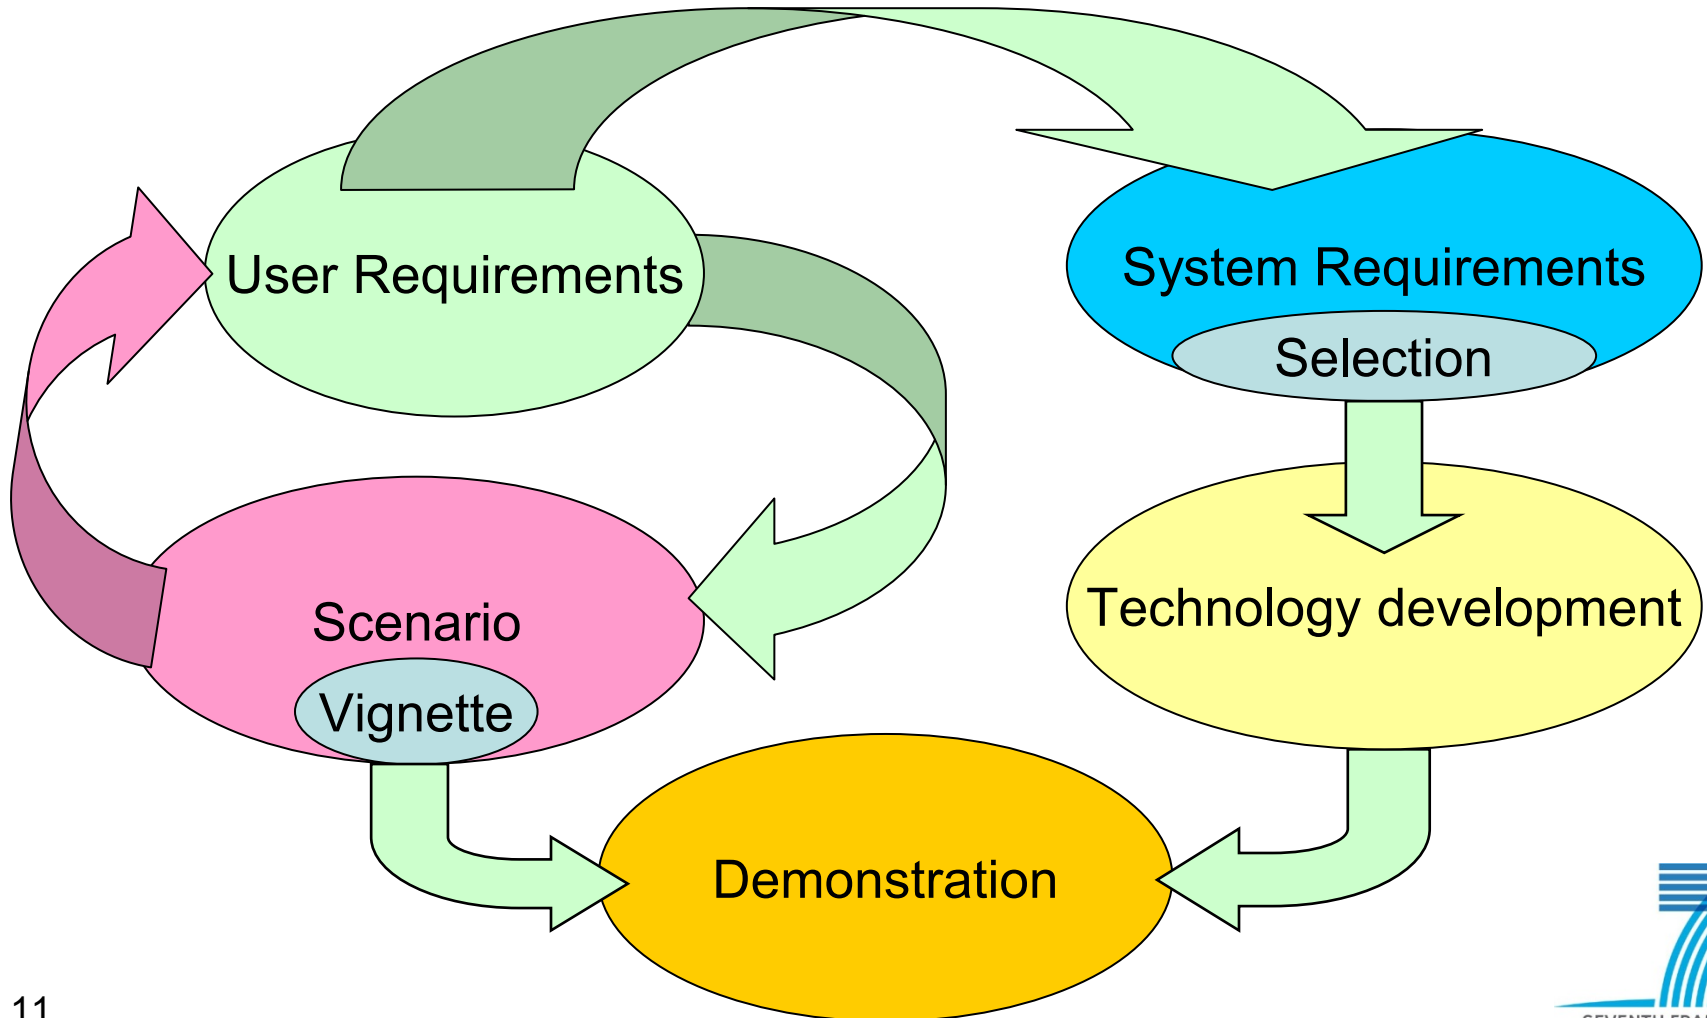 User Requirements
System Requirements
Selection
Scenario
Vignette
Technology development
Demonstration
11